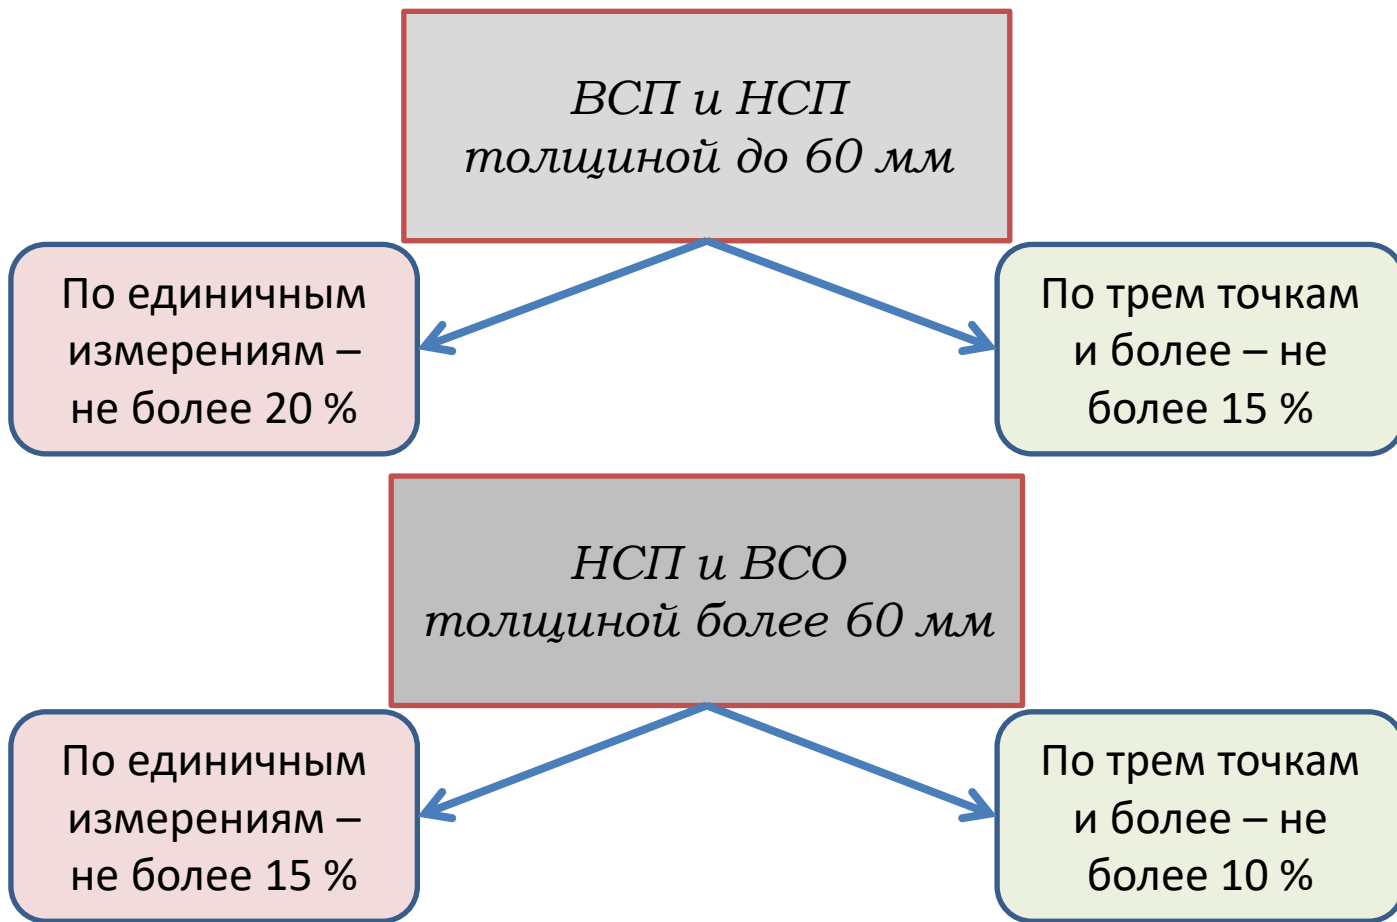 ВСП и НСП
толщиной до 60 мм
По единичным
измерениям –
не более 20 %
По трем точкам
и более – не
более 15 %
НСП и ВСО
толщиной более 60 мм
По единичным
измерениям –
не более 15 %
По трем точкам
и более – не
более 10 %